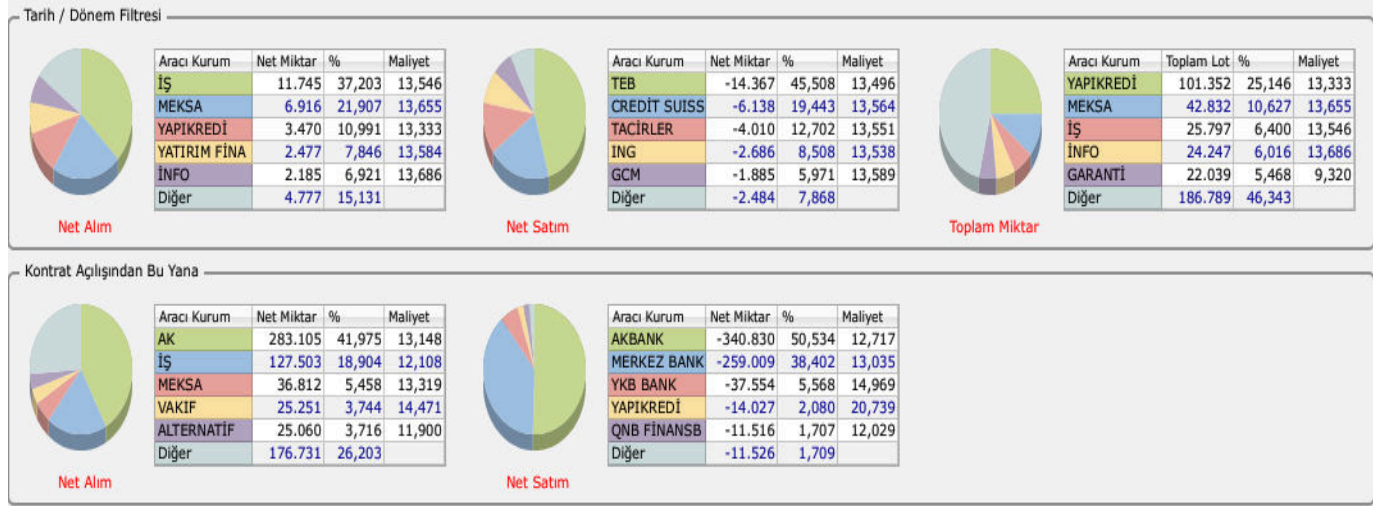 Tarih / Dönem Filtresi
Aracı Kurum Net Miktar % Maliyet
İŞ 11.745 37,203 13,546
MEKSA 6.916 21,907 13,655
YAPIKREDİ 3.470 10,991 13,333
YATIRIM FİNA 2.477 7,846 13,584
İNFO 2.185 6,921 13,686
Diğer 4.777 15,131
Net Alım
Aracı Kurum Net Miktar % Maliyet
TEB -14.367 45,508 13,496
CREDİT SUISS -6.138 19,443 13,564
TACİRLER -4.010 12,702 13,551
ING -2.686 8,508 13,538
GCM -1.885 5,971 13,589
Diğer -2.484 7,868
Net Satım
Aracı Kurum Toplam Lot % Maliyet
YAPIKREDİ 101.352 25,146 13,333
MEKSA 42.832 10,627 13,655
İŞ 25.797 6,400 13,546
İNFO 24.247 6,016 13,686
GARANTİ 22.039 5,468 9,320
Diğer 186.789 46,343
Toplam Miktar
Kontrat Açılışından Bu Yana
Aracı Kurum Net Miktar % Maliyet
AK 283.105 41,975 13,148
İŞ 127.503 18,904 12,108
MEKSA 36.812 5,458 13,319
VAKIF 25.251 3,744 14,471
ALTERNATİF 25.060 3,716 11,900
Diğer 176.731 26,203
Net Alım
Aracı Kurum Net Miktar % Maliyet
AKBANK -340.830 50,534 12,717
MERKEZ BANK -259.009 38,402 13,035
YKB BANK -37.554 5,568 14,969
YAPIKREDİ -14.027 2,080 20,739
QNB FİNANSB -11.516 1,707 12,029
Diğer -11.526 1,709
Net Satım